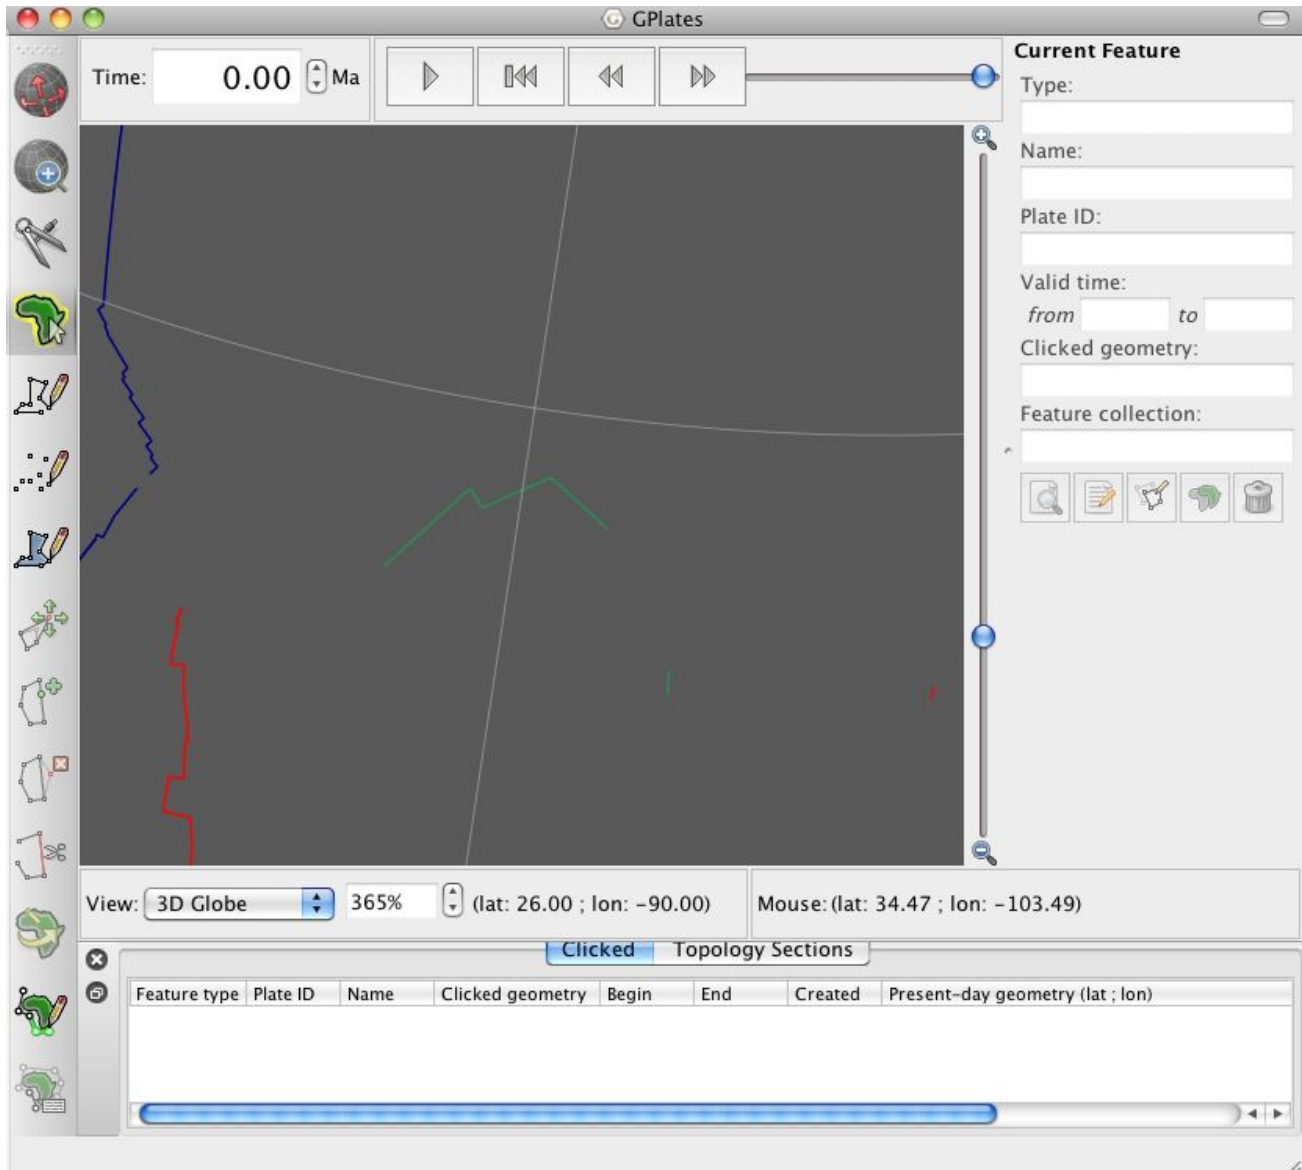 GPlates
Time: 0.00 Ma
Current Feature
Type:
Name:
Plate ID:
Valid time:
from to
Clicked geometry:
Feature collection:
View: 3D Globe 365% (lat: 26.00 ; lon: -90.00) Mouse: (lat: 34.47 ; lon: -103.49)
Clicked Topology Sections
Feature type Plate ID Name Clicked geometry Begin End Created Present-day geometry (lat ; lon)